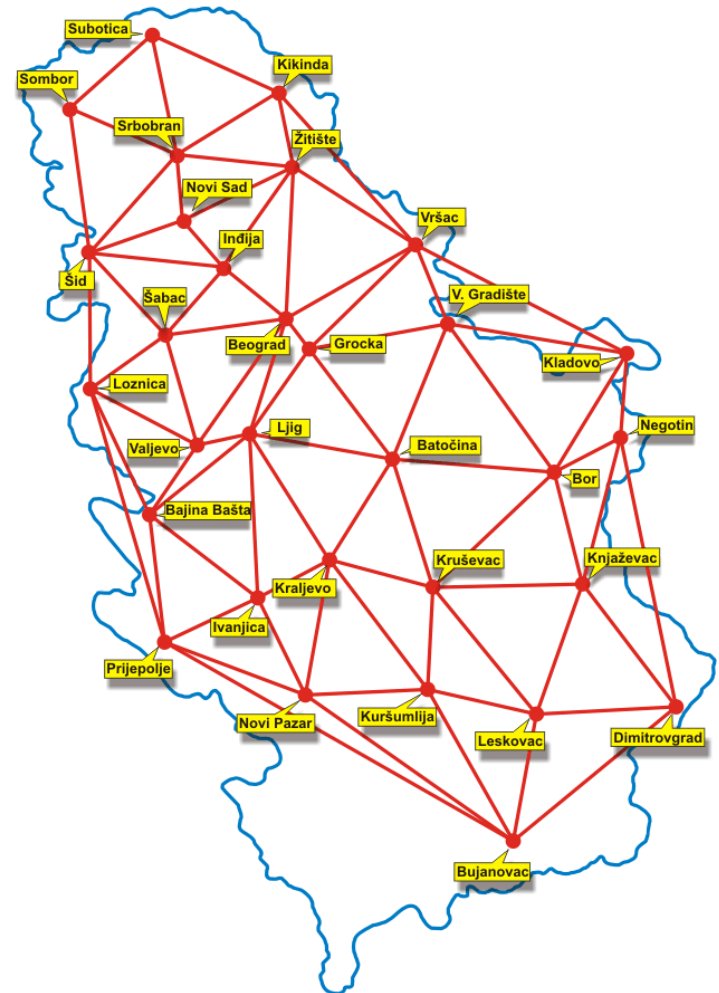 Subotica
Sombor
Kikinda
Srbobran
Žitište
Novi Sad
Vršac
Inđija
Šid
Šabac
V. Gradište
Beograd
Grocka
Kladovo
Loznica
Ljig
Negotin
Valjevo
Batočina
Bor
Bajina Bašta
Kruševac
Knjaževac
Kraljevo
Ivanjica
Prijepolje
Novi Pazar
Kuršumlija
Leskovac
Dimitrovgrad
Bujanovac